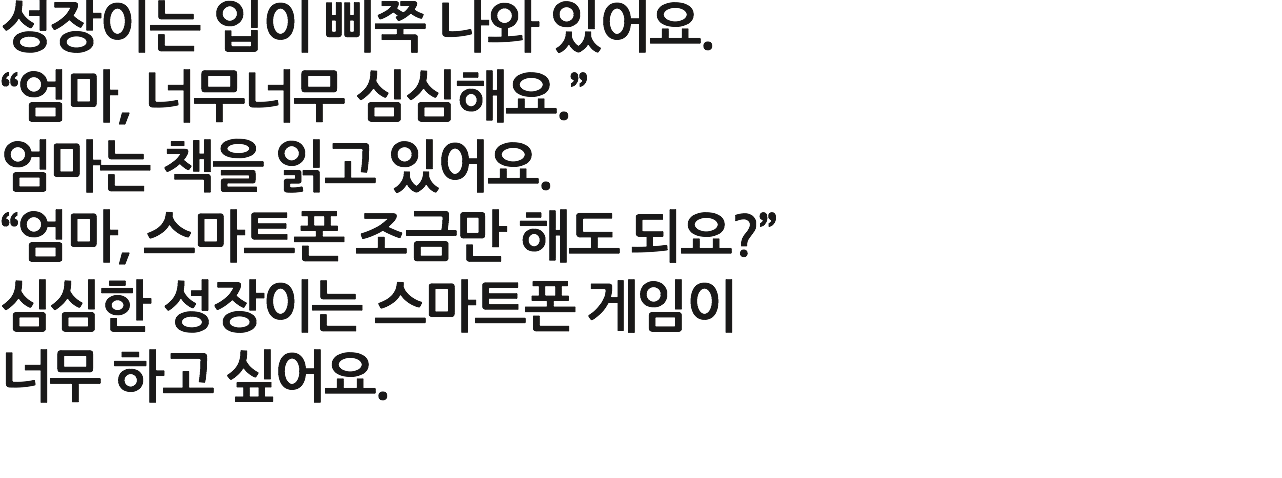 성장이는 입이 삐쭉 나와 있어요.
“엄마, 너무너무 심심해요.”
엄마는 책을 읽고 있어요.
“엄마, 스마트폰 조금만 해도 되요?”
심심한 성장이는 스마트폰 게임이
너무 하고 싶어요.